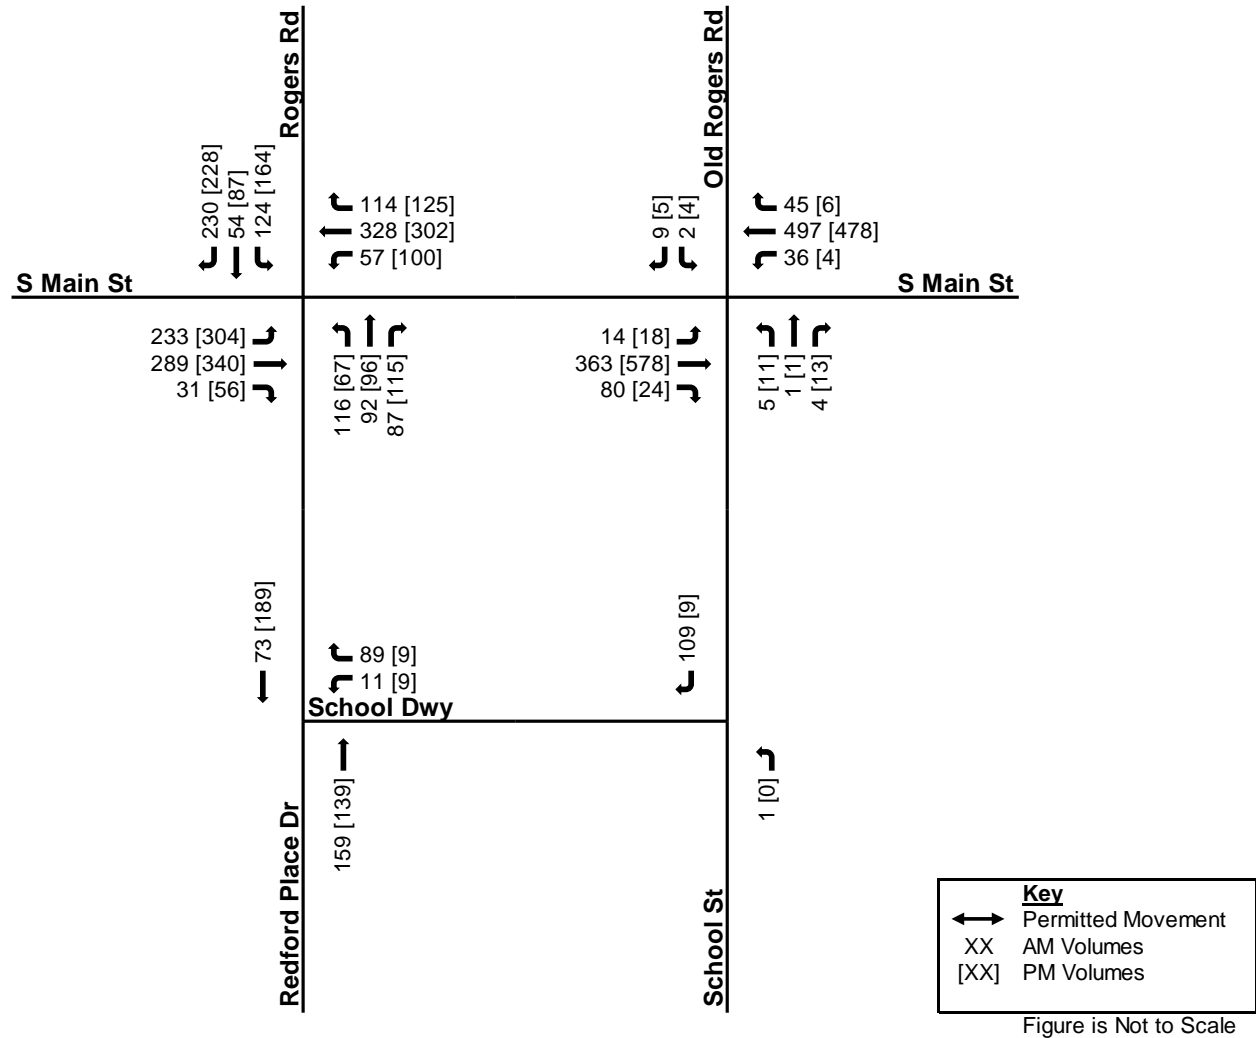 Rogers Rd
Old Rogers Rd
230 [228]
54 [87]
124 [164]
114 [125]
328 [302]
57 [100]
9 [5]
2 [4]
45 [6]
497 [478]
36 [4]
S Main St
S Main St
233 [304]
289 [340]
31 [56]
116 [67]
92 [96]
87 [115]
14 [18]
363 [578]
80 [24]
5 [11]
1 [1]
4 [13]
73 [189]
89 [9]
11 [9]
109 [9]
School Dwy
159 [139]
1 [0]
Redford Place Dr
School St
Key
Permitted Movement
XX AM Volumes
[XX] PM Volumes
Figure is Not to Scale